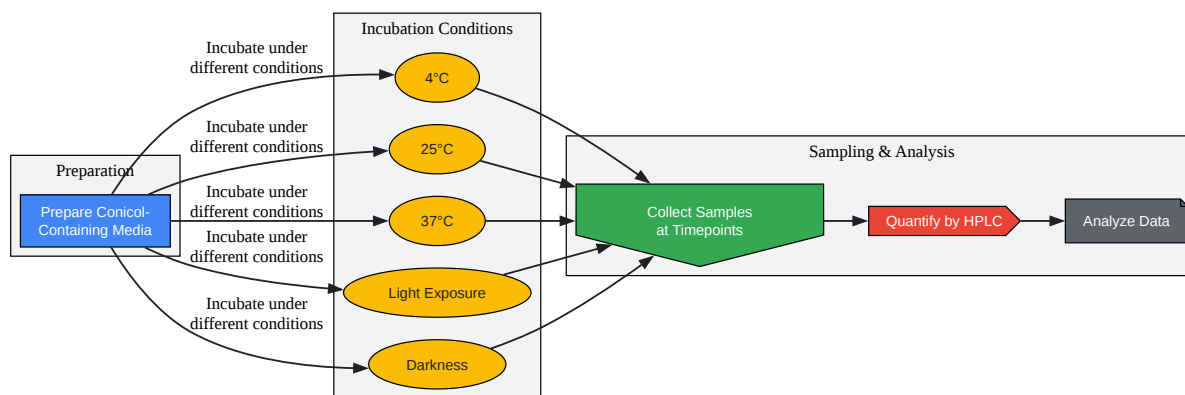 Incubation Conditions
Incubate under
different conditions
4°C
Incubate under
different conditions
25°C
Sampling & Analysis
Preparation
Prepare Conicol-
Containing Media
Incubate under
different conditions
37°C
Collect Samples
at Timepoints
Quantify by HPLC
Analyze Data
Incubate under
different conditions
Light Exposure
Incubate under
different conditions
Darkness